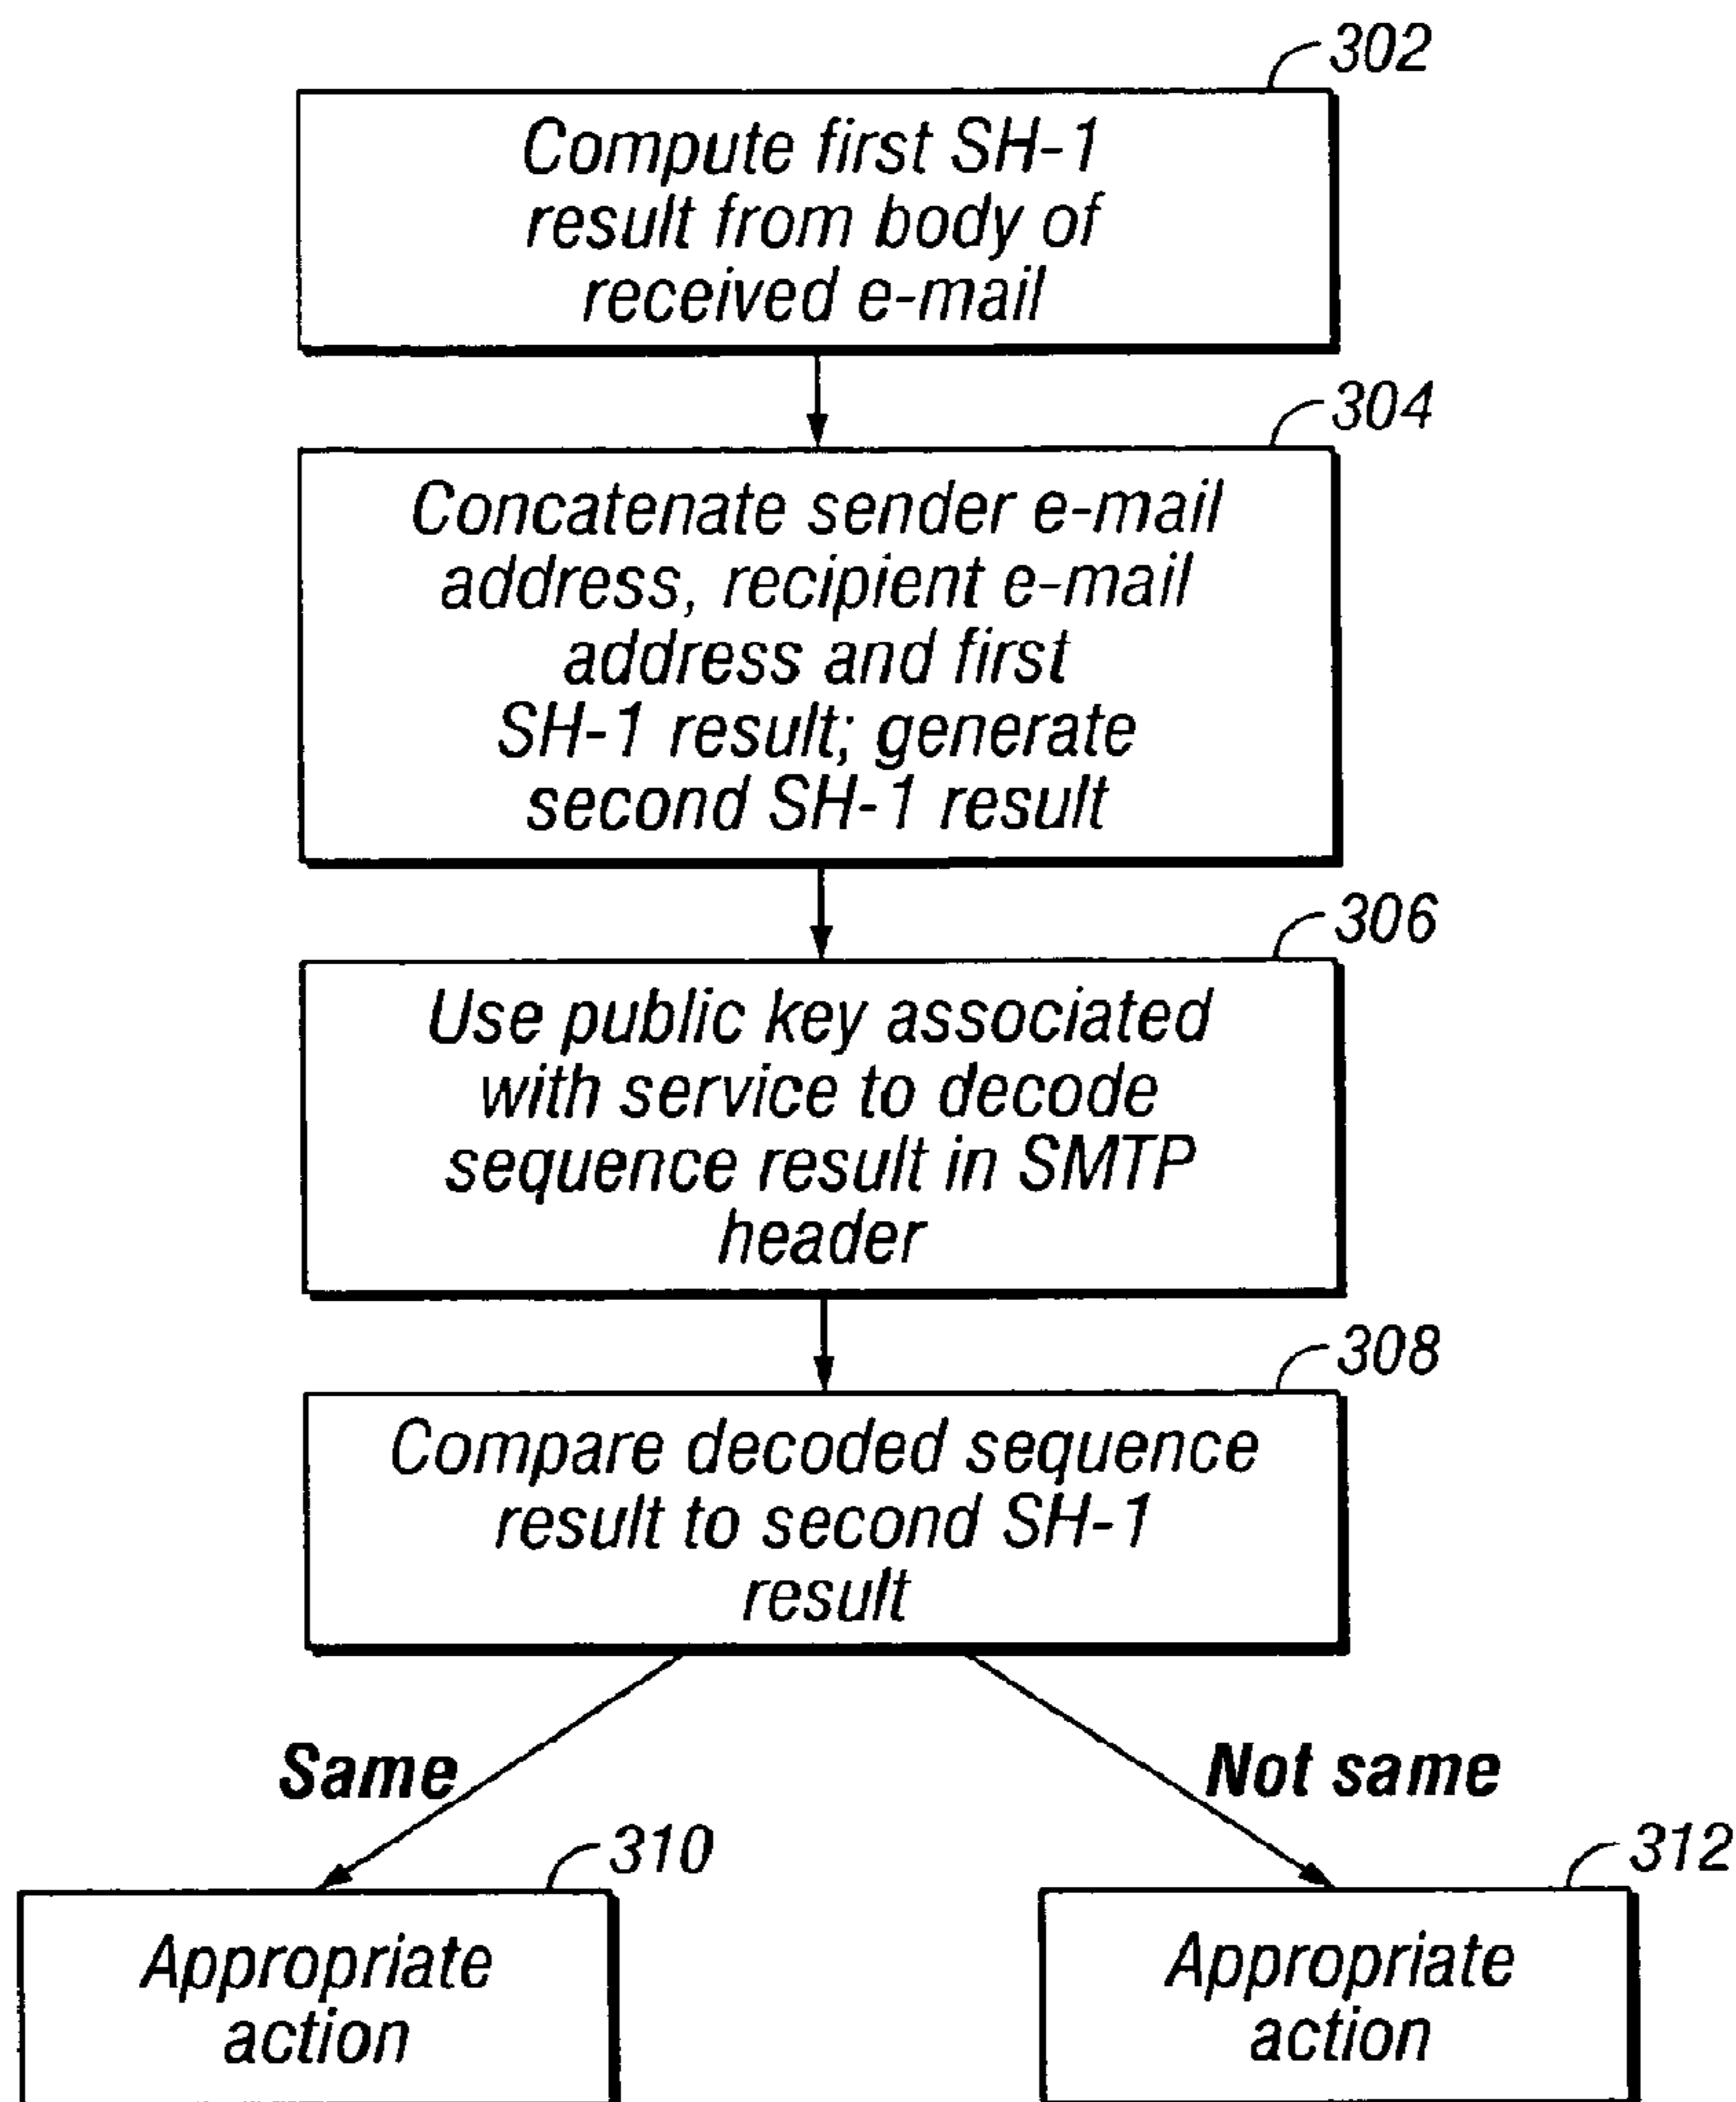 302
Compute first SH-1
result from body of
received e-mail
304
Concatenate sender e-mail
address, recipient e-mail
address and first
SH-1 result; generate
second SH-1 result
306
Use public key associated
with service to decode
sequence result in SMTP
header
308
Compare decoded sequence
result to second SH-1
result
Same
Not same
310
Appropriate
action
312
Appropriate
action